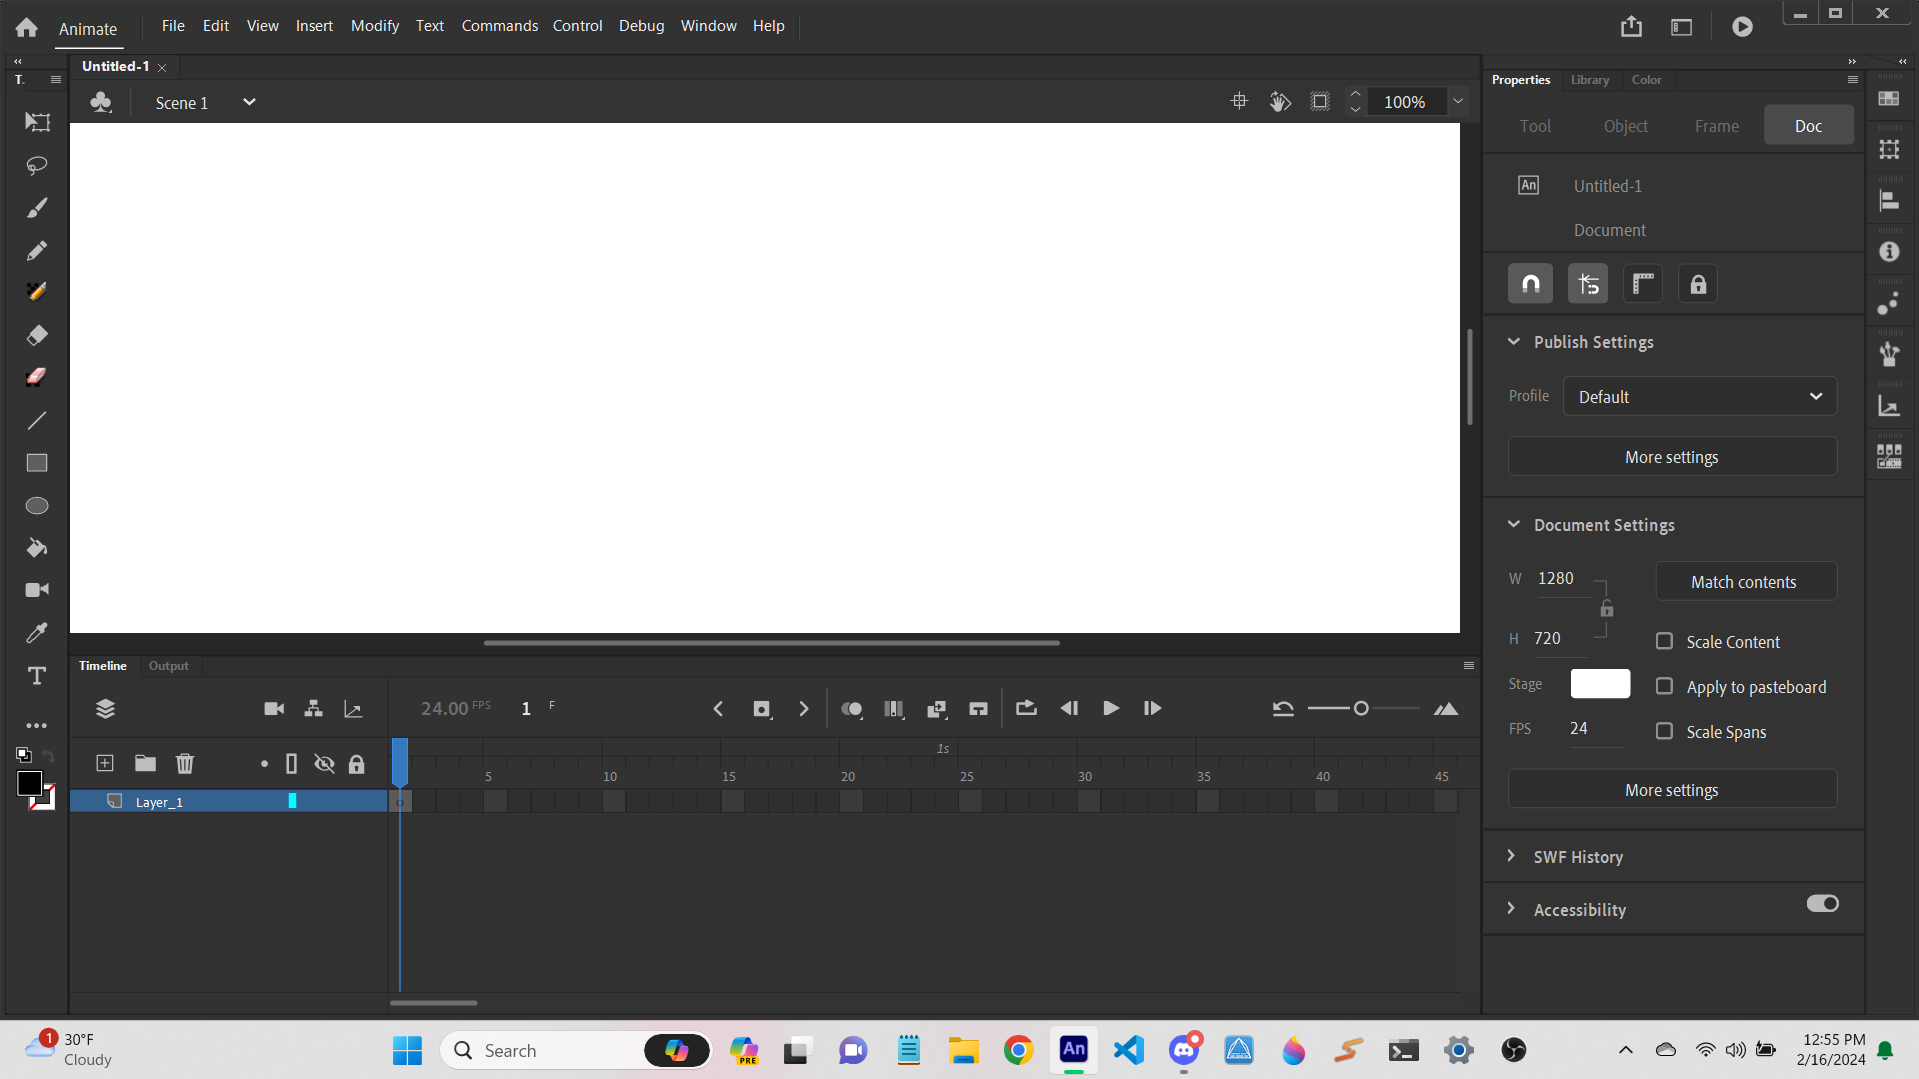 Animate File Edit View Insert Modify Text Commands Control Debug Window Help
T.
Untitled-1
Scene 1
100%
Properties Library Color
Tool Object Frame Doc
An Untitled-1
Document
Publish Settings
Profile Default
More settings
Document Settings
W 1280 Match contents
H 720 Scale Content
Stage Apply to pasteboard
FPS 24 Scale Spans
More settings
SWF History
Accessibility
Timeline Output
24.00 FPS 1 F
1s
5 10 15 20 25 30 35 40 45
Layer_1
1 30°F
Cloudy
Search
PRE
An
12:55 PM
2/16/2024